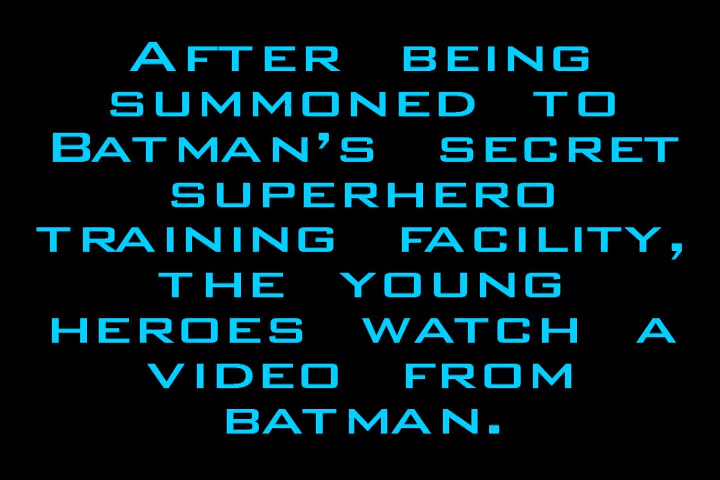 After being
summoned to
Batman's secret
superhero
training facility,
the young
heroes watch a
video from
batman.